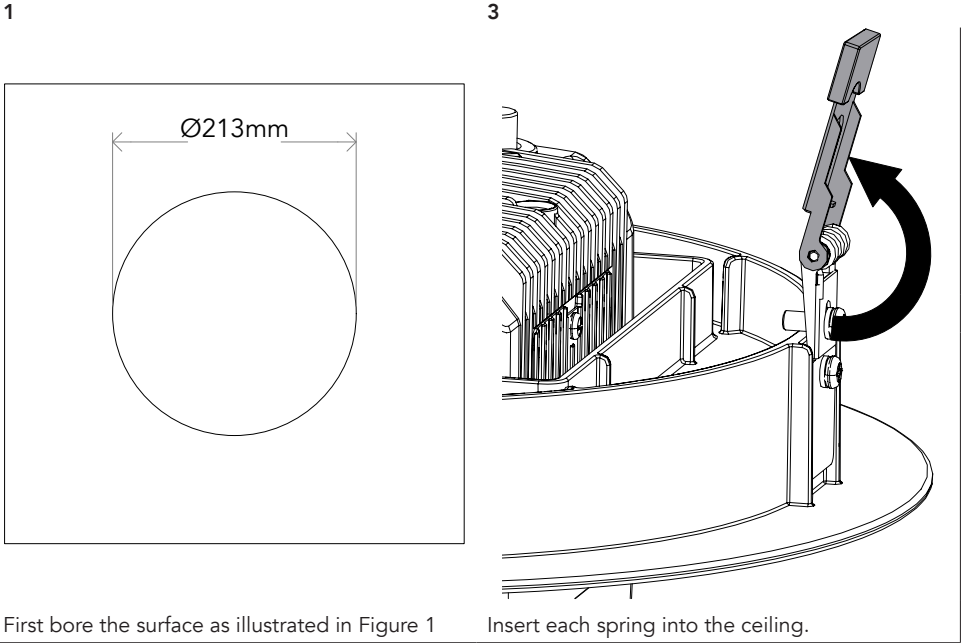 1
Ø213mm
First bore the surface as illustrated in Figure 1
3
Insert each spring into the ceiling.